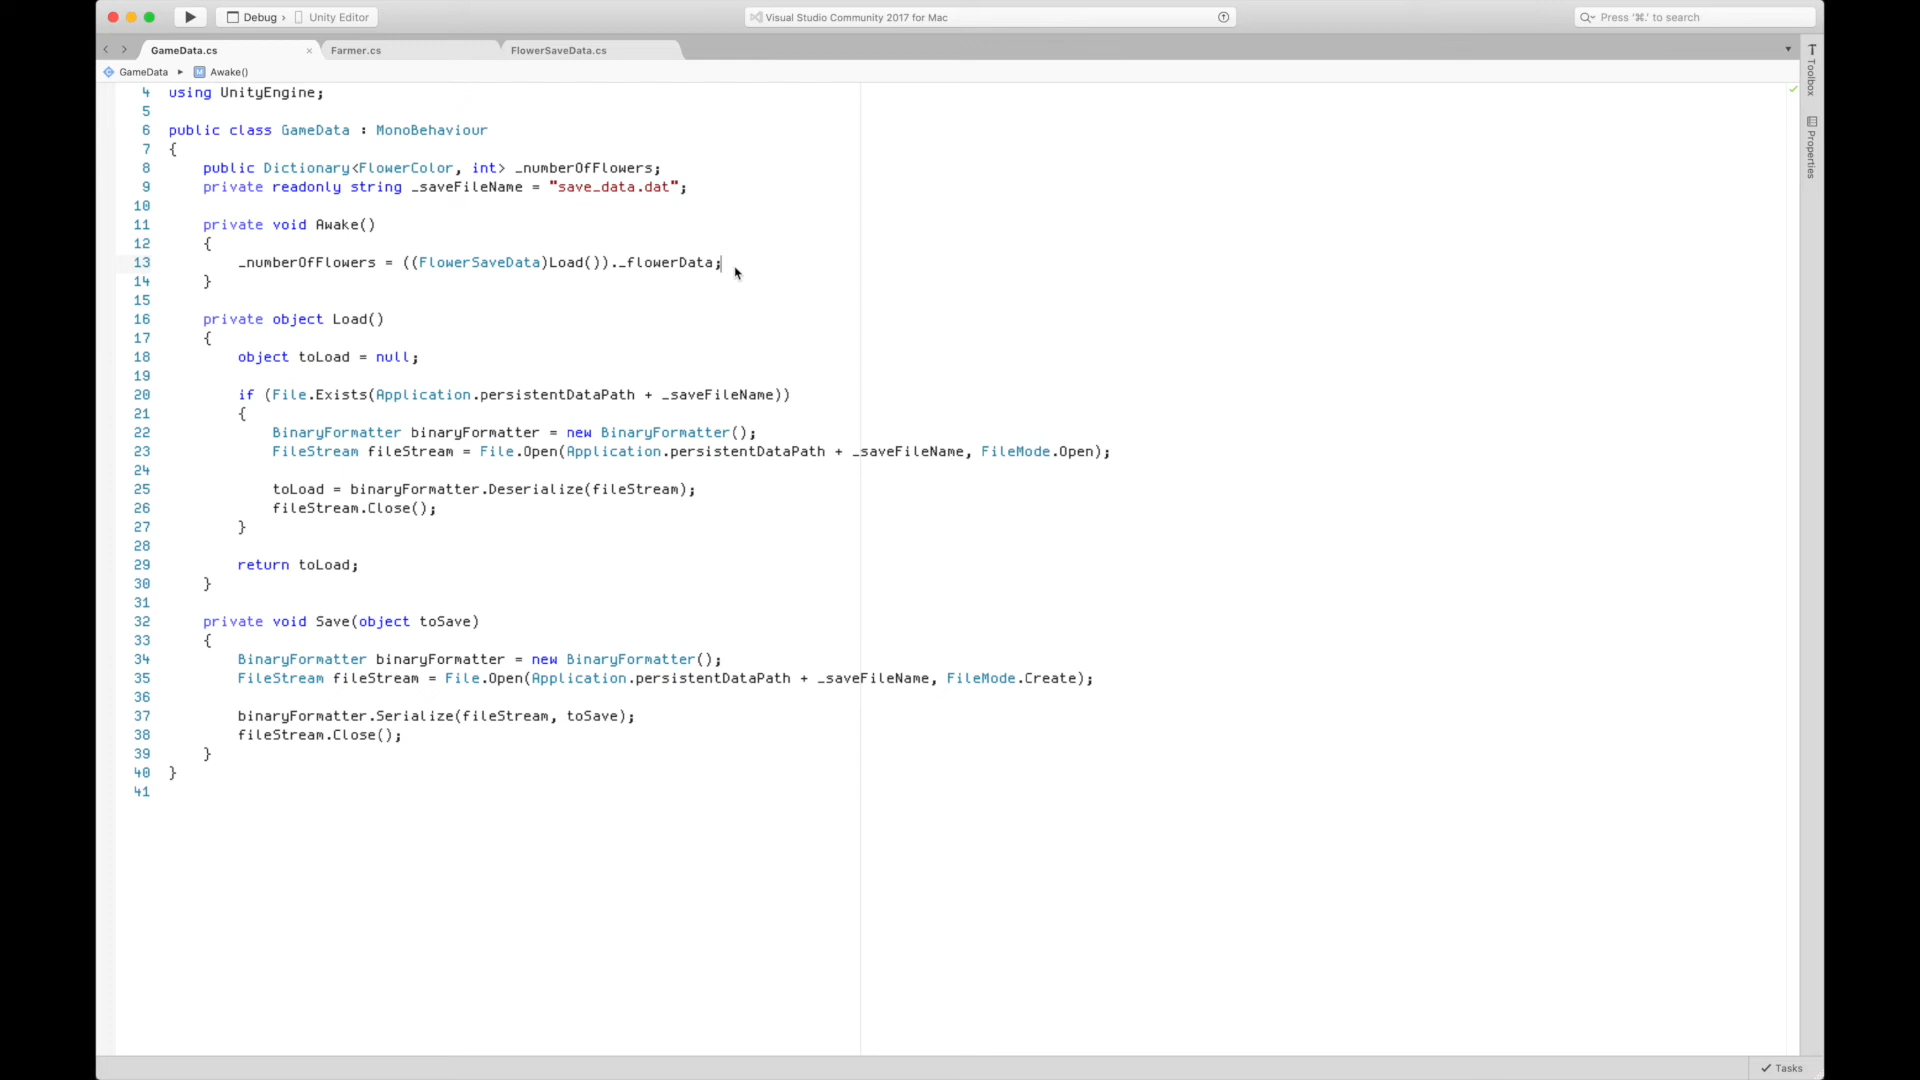 Debug › Unity Editor
Visual Studio Community 2017 for Mac
Press '⌘.' to search
GameData.cs × Farmer.cs FlowerSaveData.cs
GameData ▸ M Awake()
Toolbox
Properties
4 using UnityEngine;
5
6 public class GameData : MonoBehaviour
7 {
8 public Dictionary<FlowerColor, int> _numberOfFlowers;
9 private readonly string _saveFileName = "save_data.dat";
10
11 private void Awake()
12 {
13 _numberOfFlowers = ((FlowerSaveData)Load())._flowerData;
14 }
15
16 private object Load()
17 {
18 object toLoad = null;
19
20 if (File.Exists(Application.persistentDataPath + _saveFileName))
21 {
22 BinaryFormatter binaryFormatter = new BinaryFormatter();
23 FileStream fileStream = File.Open(Application.persistentDataPath + _saveFileName, FileMode.Open);
24
25 toLoad = binaryFormatter.Deserialize(fileStream);
26 fileStream.Close();
27 }
28
29 return toLoad;
30 }
31
32 private void Save(object toSave)
33 {
34 BinaryFormatter binaryFormatter = new BinaryFormatter();
35 FileStream fileStream = File.Open(Application.persistentDataPath + _saveFileName, FileMode.Create);
36
37 binaryFormatter.Serialize(fileStream, toSave);
38 fileStream.Close();
39 }
40 }
41
Tasks